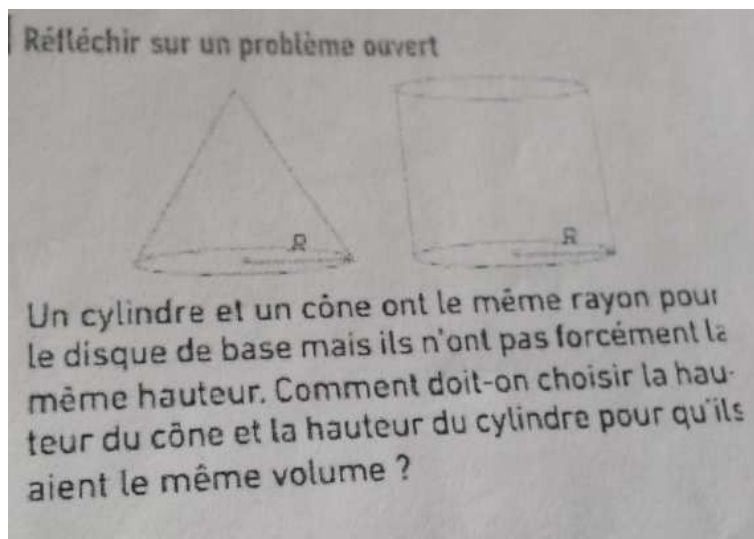 Réfléchir sur un problème ouvert
R
R
Un cylindre et un cône ont le même rayon pour
le disque de base mais ils n'ont pas forcément la
même hauteur. Comment doit-on choisir la hau-
teur du cône et la hauteur du cylindre pour qu'ils
aient le même volume ?